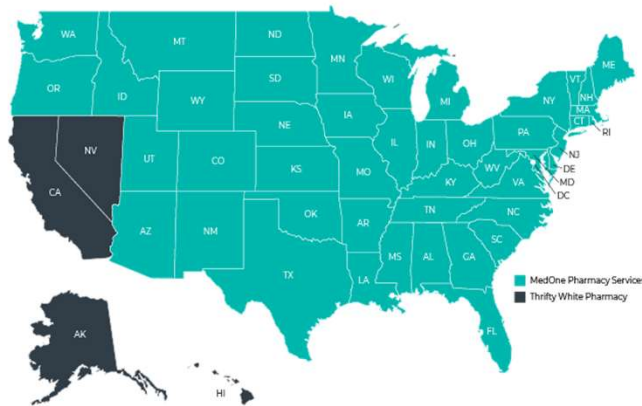 WA
MT
ND
MN
ME
OR
ID
WY
SD
WI
MI
VT
NH
NY
MA
CT
RI
NV
CA
UT
CO
NE
IA
IL
IN
OH
PA
NJ
DE
MD
DC
KS
MO
KY
WV
VA
AZ
NM
OK
AR
TN
NC
TX
LA
MS
AL
GA
SC
FL
MedOne Pharmacy Services
Thrifty White Pharmacy
AK
HI